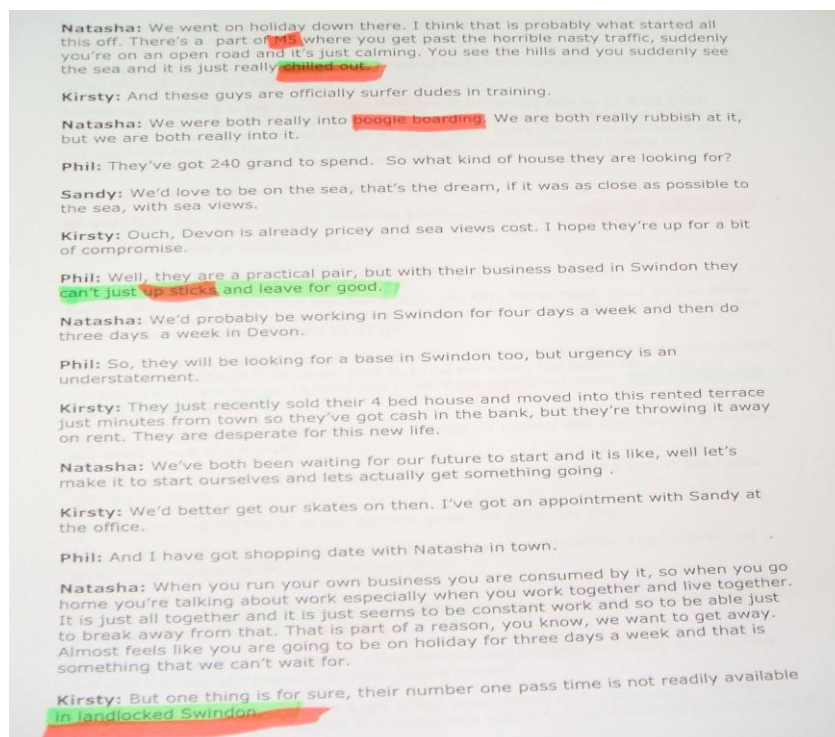 Natasha: We went on holiday down there. I think that is probably what started all
this off. There's a  part of M5 where you get past the horrible nasty traffic, suddenly
you're on an open road and it's just calming. You see the hills and you suddenly see
the sea and it is just really chilled out.
Kirsty: And these guys are officially surfer dudes in training.
Natasha: We were both really into boogie boarding. We are both really rubbish at it,
but we are both really into it.
Phil: They've got 240 grand to spend.  So what kind of house they are looking for?
Sandy: We'd love to be on the sea, that's the dream, if it was as close as possible to
the sea, with sea views.
Kirsty: Ouch, Devon is already pricey and sea views cost. I hope they're up for a bit
of compromise.
Phil: Well, they are a practical pair, but with their business based in Swindon they
can't just up sticks and leave for good.
Natasha: We'd probably be working in Swindon for four days a week and then do
three days  a week in Devon.
Phil: So, they will be looking for a base in Swindon too, but urgency is an
understatement.
Kirsty: They just recently sold their 4 bed house and moved into this rented terrace
just minutes from town so they've got cash in the bank, but they're throwing it away
on rent. They are desperate for this new life.
Natasha: We've both been waiting for our future to start and it is like, well let's
make it to start ourselves and lets actually get something going .
Kirsty: We'd better get our skates on then. I've got an appointment with Sandy at
the office.
Phil: And I have got shopping date with Natasha in town.
Natasha: When you run your own business you are consumed by it, so when you go
home you're talking about work especially when you work together and live together.
It is just all together and it is just seems to be constant work and so to be able just
to break away from that. That is part of a reason, you know, we want to get away.
Almost feels like you are going to be on holiday for three days a week and that is
something that we can't wait for.
Kirsty: But one thing is for sure, their number one pass time is not readily available
in landlocked Swindon.